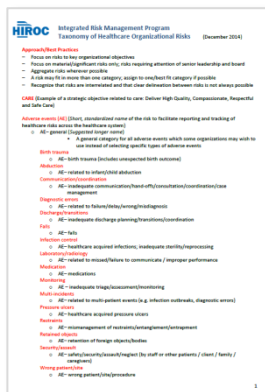 HIROC
Integrated Risk Management Program
Taxonomy of Healthcare Organizational Risks (December 2014)
Approach/Best Practices
– Focus on risks to key organizational objectives
– Focus on material/significant risks only; risks requiring attention of senior leadership and board
– Aggregate risks wherever possible
– A risk may fit in more than one category, assign to one/best fit category if possible
– Recognize that risks are interrelated and that clear delineation between risks is not always possible
CARE (Example of a strategic objective related to care: Deliver High Quality, Compassionate, Respectful
and Safe Care)
Adverse events (AE) [Short, standardized name of the risk to facilitate reporting and tracking of
healthcare risks across the healthcare system]
o AE– general [Suggested longer name]
▪ A general category for all adverse events which some organizations may wish to
use instead of selecting specific types of adverse events
Birth trauma
o AE– birth trauma (includes unexpected birth outcome)
Abduction
o AE– related to infant/child abduction
Communication/coordination
o AE– inadequate communication/hand-offs/consultation/coordination/case
management
Diagnostic errors
o AE– related to failure/delay/wrong/misdiagnosis
Discharge/transitions
o AE– inadequate discharge planning/transitions/coordination
Falls
o AE– falls
Infection control
o AE– healthcare acquired infections; inadequate sterility/reprocessing
Laboratory/radiology
o AE– related to missed/failure to communicate / improper performance
Medication
o AE– medications
Monitoring
o AE– inadequate triage/assessment/monitoring
Multi-incidents
o AE– related to multi-patient events (e.g. infection outbreaks, diagnostic errors)
Pressure ulcers
o AE– healthcare acquired pressure ulcers
Restraints
o AE– mismanagement of restraints/entanglement/entrapment
Retained objects
o AE– retention of foreign objects/bodies
Security/assault
o AE– safety/security/assault/neglect (by staff or other patients / client / family /
caregivers)
Wrong patient/site
o AE– wrong patient/site/procedure
1